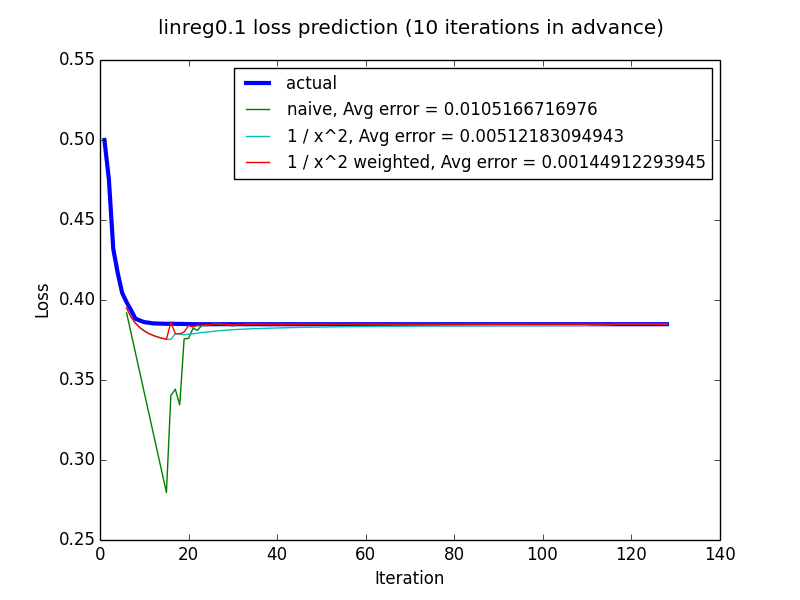 linreg0.1 loss prediction (10 iterations in advance)
actual
naive, Avg error = 0.0105166716976
1 / x^2, Avg error = 0.00512183094943
1 / x^2 weighted, Avg error = 0.00144912293945
0.55
0.50
0.45
0.40
0.35
0.30
0.25
Loss
0 20 40 60 80 100 120 140
Iteration